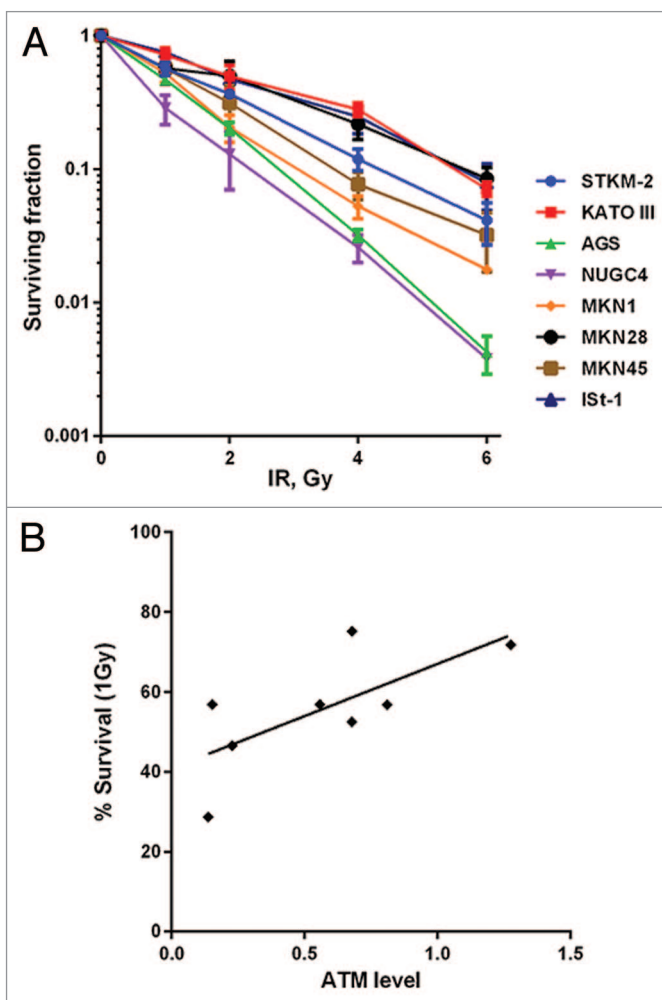 A
Surviving fraction
1
0.1
0.01
0.001
0
2
4
6
IR, Gy
STKM-2
KATO III
AGS
NUGC4
MKN1
MKN28
MKN45
ISt-1
B
% Survival (1Gy)
100
80
60
40
20
0
0.0
0.5
1.0
1.5
ATM level